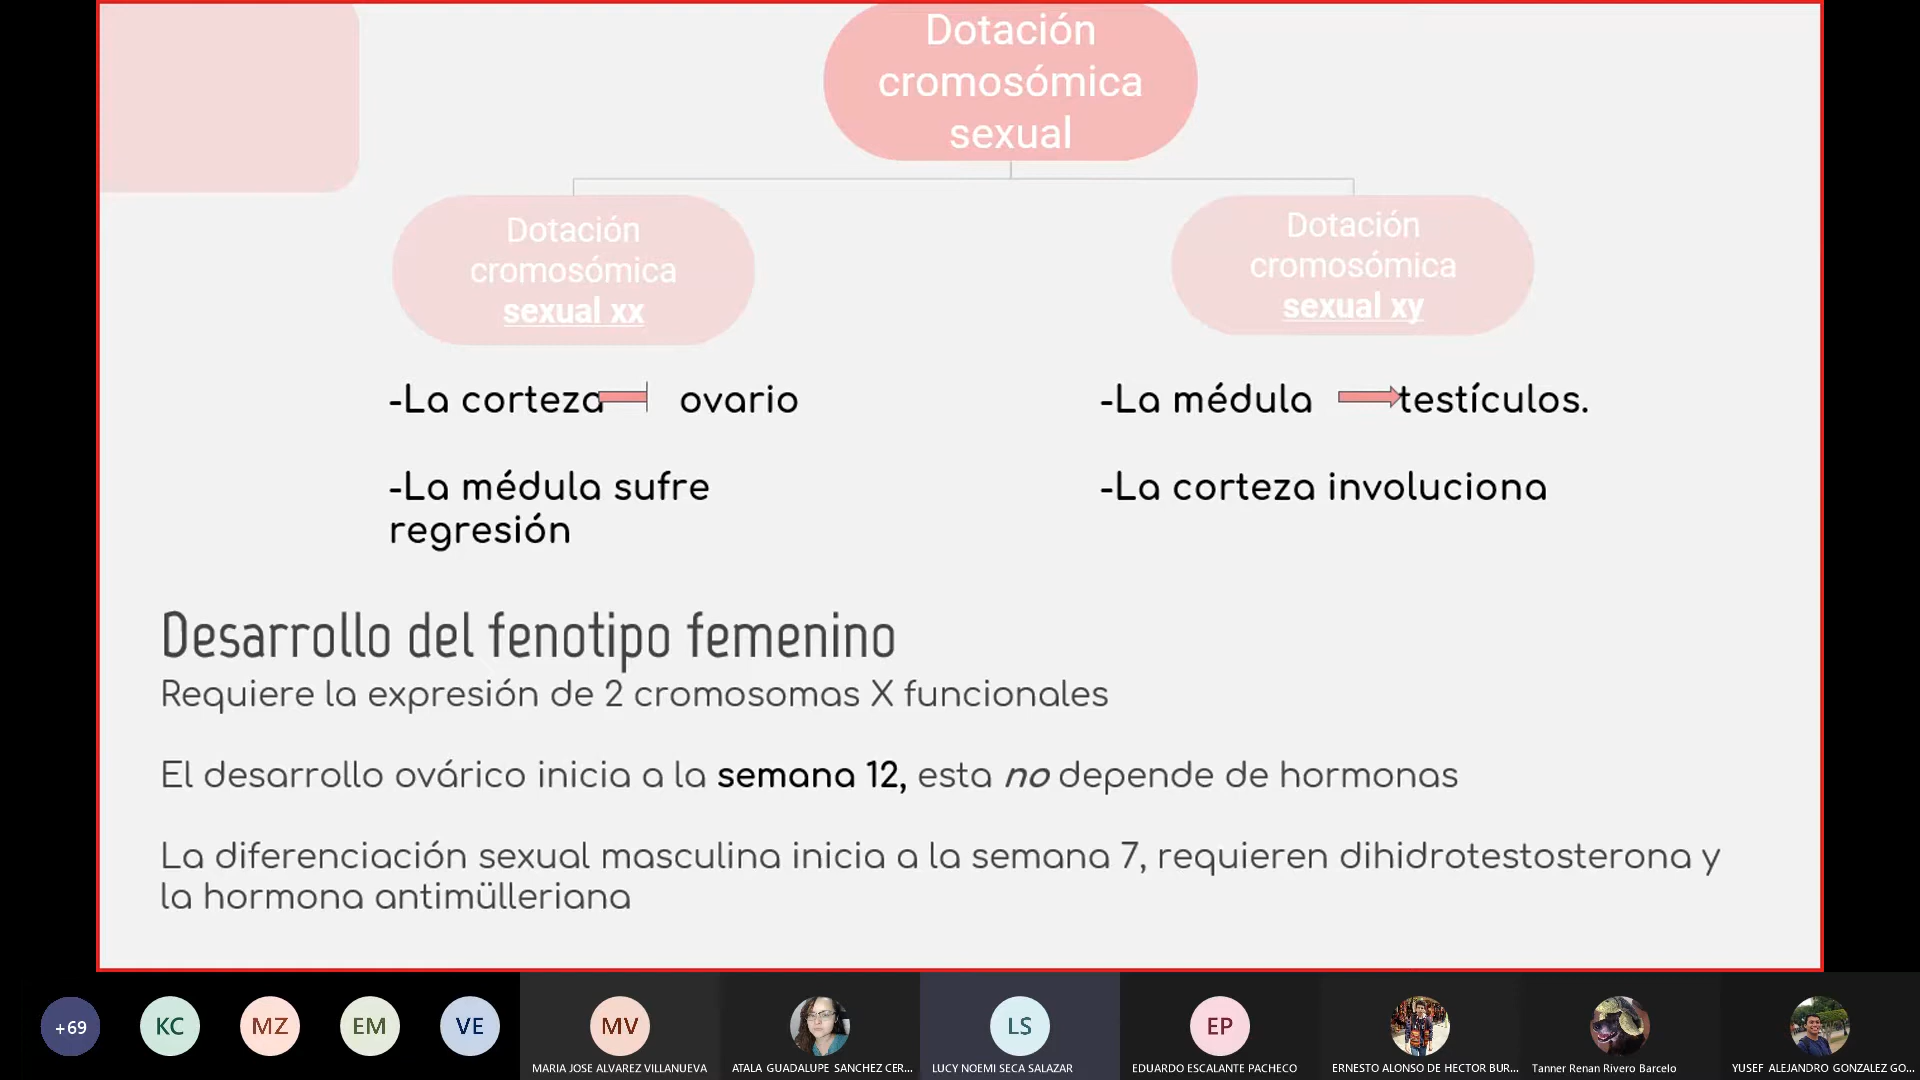 Dotación
cromosómica
sexual
Dotación
cromosómica
sexual xx
Dotación
cromosómica
sexual xy
-La corteza ovario
-La médula sufre
regresión
-La médula testículos.
-La corteza involuciona
Desarrollo del fenotipo femenino
Requiere la expresión de 2 cromosomas X funcionales
El desarrollo ovárico inicia a la semana 12, esta no depende de hormonas
La diferenciación sexual masculina inicia a la semana 7, requieren dihidrotestosterona y
la hormona antimülleriana
+69
KC
MZ
EM
VE
MV
MARIA JOSE ALVAREZ VILLANUEVA
ATALA GUADALUPE SANCHEZ CER...
LS
LUCY NOEMI SECA SALAZAR
EP
EDUARDO ESCALANTE PACHECO
ERNESTO ALONSO DE HECTOR BUR...
Tanner Renan Rivero Barcelo
YUSEF ALEJANDRO GONZALEZ GO...